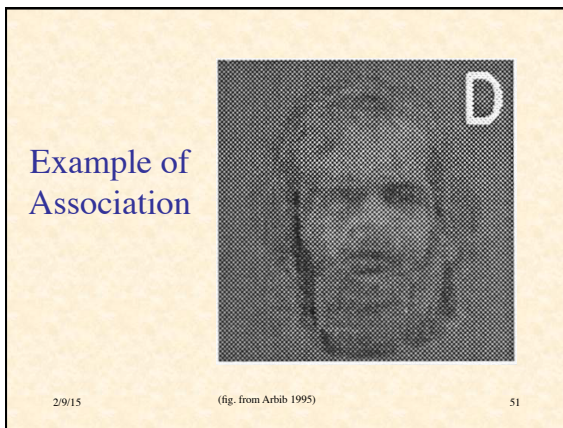 Example of
Association
D
2/9/15
(fig. from Arbib 1995)
51